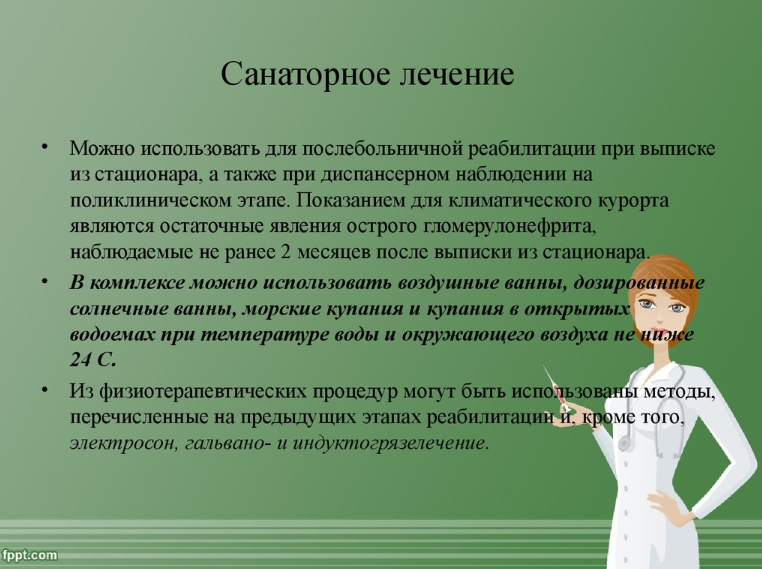 Санаторное лечение
• Можно использовать для послебольничной реабилитации при выписке
из стационара, а также при диспансерном наблюдении на
поликлиническом этапе. Показанием для климатического курорта
являются остаточные явления острого гломерулонефрита,
наблюдаемые не ранее 2 месяцев после выписки из стационара.
• В комплексе можно использовать воздушные ванны, дозированные
солнечные ванны, морские купания и купания в открытых
водоемах при температуре воды и окружающего воздуха не ниже
24 С.
• Из физиотерапевтических процедур могут быть использованы методы,
перечисленные на предыдущих этапах реабилитации и, кроме того,
электросон, гальвано- и индуктогрязелечение.
fppt.com